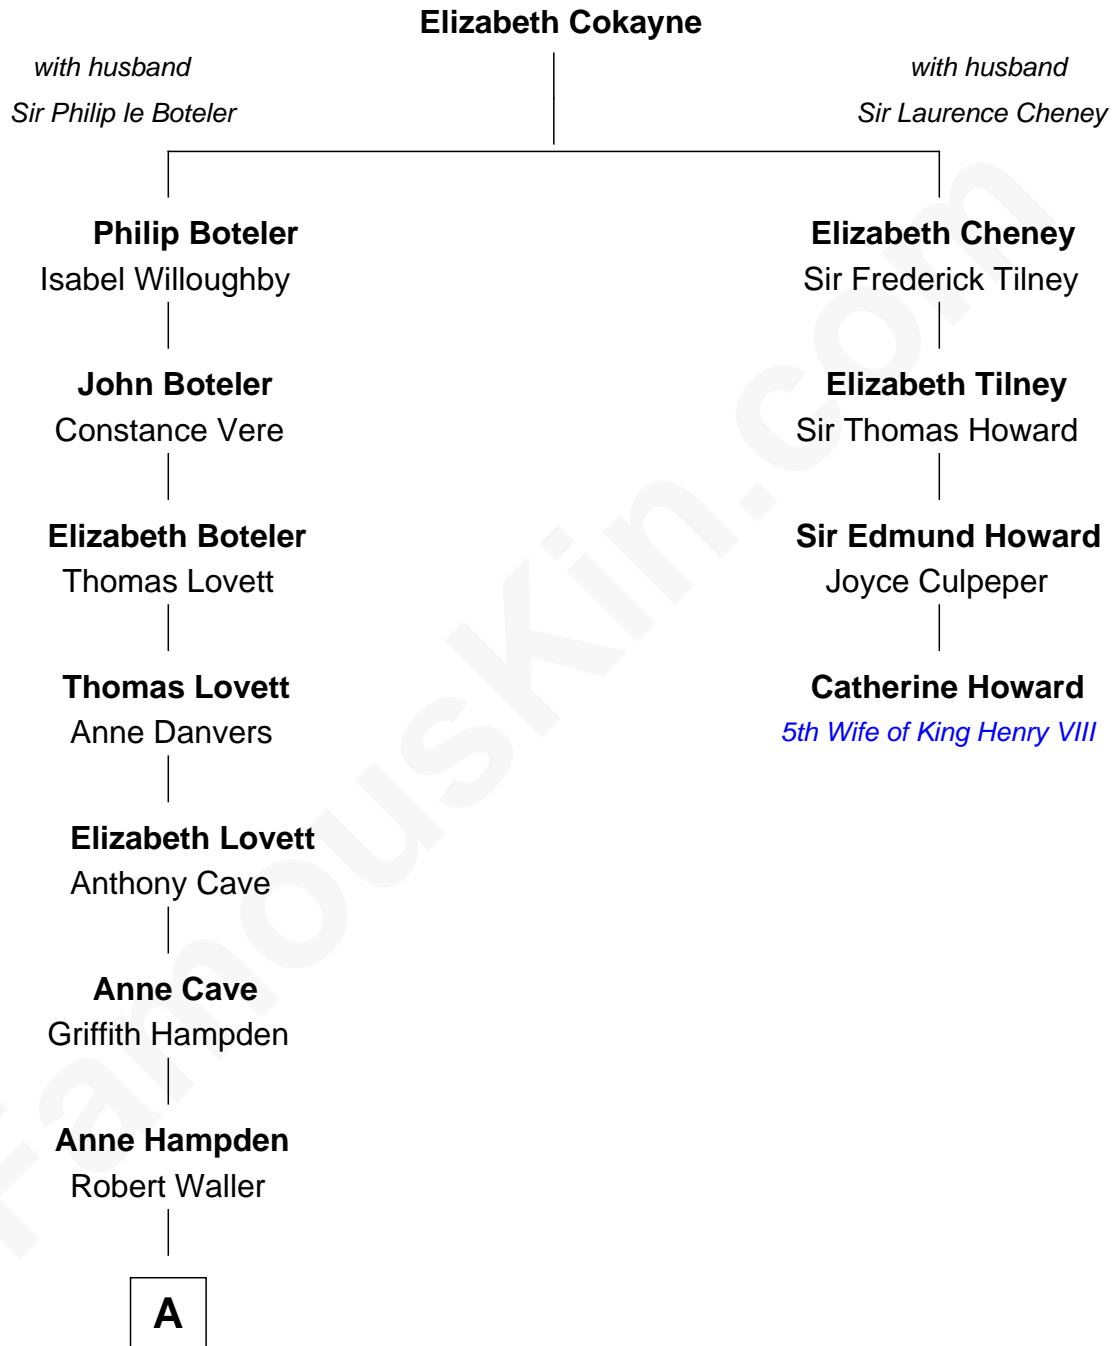 Elizabeth Cokayne
with husband
Sir Philip le Boteler
with husband
Sir Laurence Cheney
Philip Boteler
Isabel Willoughby
Elizabeth Cheney
Sir Frederick Tilney
John Boteler
Constance Vere
Elizabeth Tilney
Sir Thomas Howard
Elizabeth Boteler
Thomas Lovett
Sir Edmund Howard
Joyce Culpeper
Thomas Lovett
Anne Danvers
Catherine Howard
5th Wife of King Henry VIII
Elizabeth Lovett
Anthony Cave
Anne Cave
Griffith Hampden
Anne Hampden
Robert Waller
A
FamousKin.com